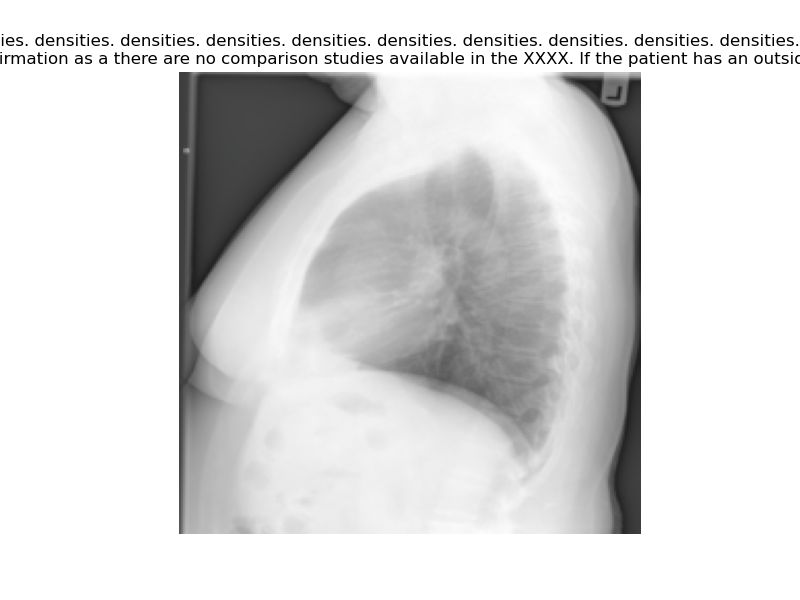 ies. densities. densities. densities. densities. densities. densities. densities. densities. densities.
irmation as a there are no comparison studies available in the XXXX. If the patient has an outsid
L